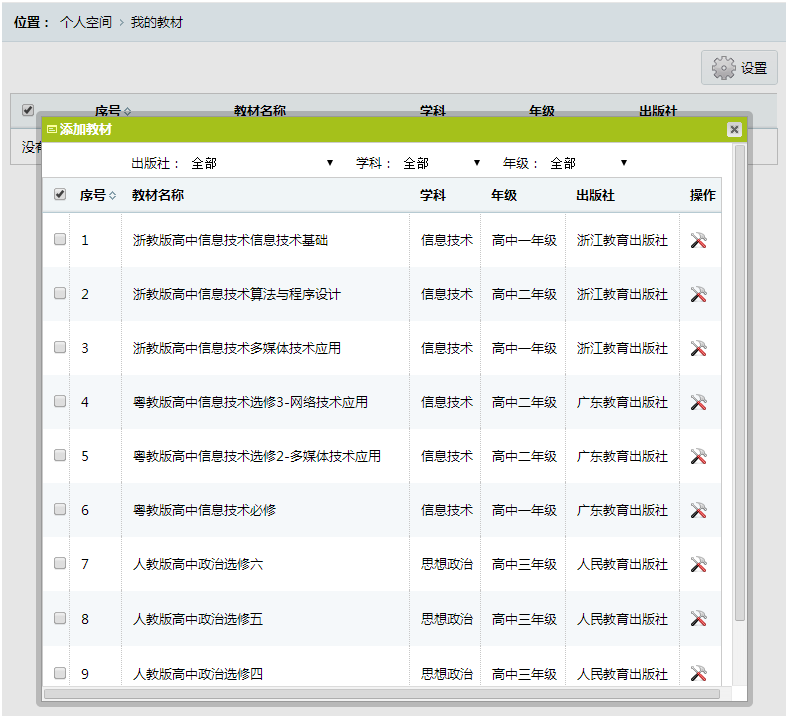 位置： 个人空间 › 我的教材
设置
序号 教材名称 学科 年级 出版社
没有
添加教材
出版社： 全部 学科： 全部 年级： 全部
序号 教材名称 学科 年级 出版社 操作
1 浙教版高中信息技术信息技术基础 信息技术 高中一年级 浙江教育出版社
2 浙教版高中信息技术算法与程序设计 信息技术 高中二年级 浙江教育出版社
3 浙教版高中信息技术多媒体技术应用 信息技术 高中一年级 浙江教育出版社
4 粤教版高中信息技术选修3-网络技术应用 信息技术 高中二年级 广东教育出版社
5 粤教版高中信息技术选修2-多媒体技术应用 信息技术 高中二年级 广东教育出版社
6 粤教版高中信息技术必修 信息技术 高中一年级 广东教育出版社
7 人教版高中政治选修六 思想政治 高中三年级 人民教育出版社
8 人教版高中政治选修五 思想政治 高中三年级 人民教育出版社
9 人教版高中政治选修四 思想政治 高中三年级 人民教育出版社